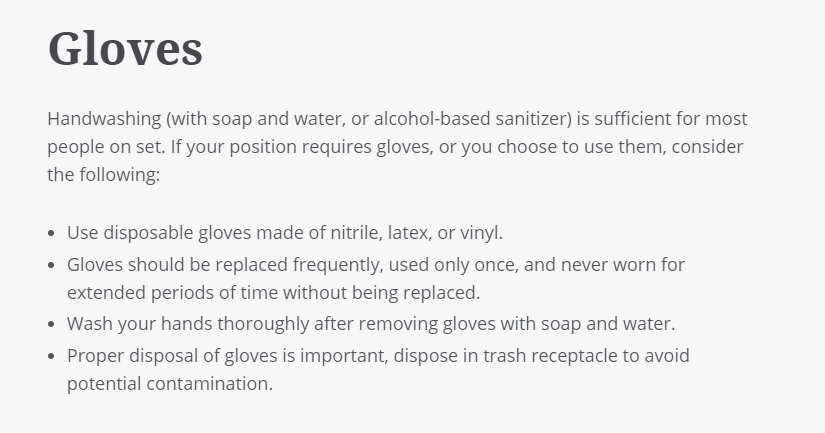 Gloves
Handwashing (with soap and water, or alcohol-based sanitizer) is sufficient for most
people on set. If your position requires gloves, or you choose to use them, consider
the following:
• Use disposable gloves made of nitrile, latex, or vinyl.
• Gloves should be replaced frequently, used only once, and never worn for
extended periods of time without being replaced.
• Wash your hands thoroughly after removing gloves with soap and water.
• Proper disposal of gloves is important, dispose in trash receptacle to avoid
potential contamination.